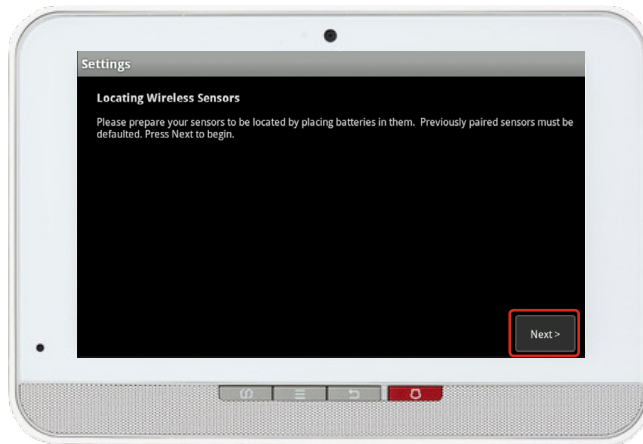 Settings
Locating Wireless Sensors
Please prepare your sensors to be located by placing batteries in them. Previously paired sensors must be
defaulted. Press Next to begin.
Next >